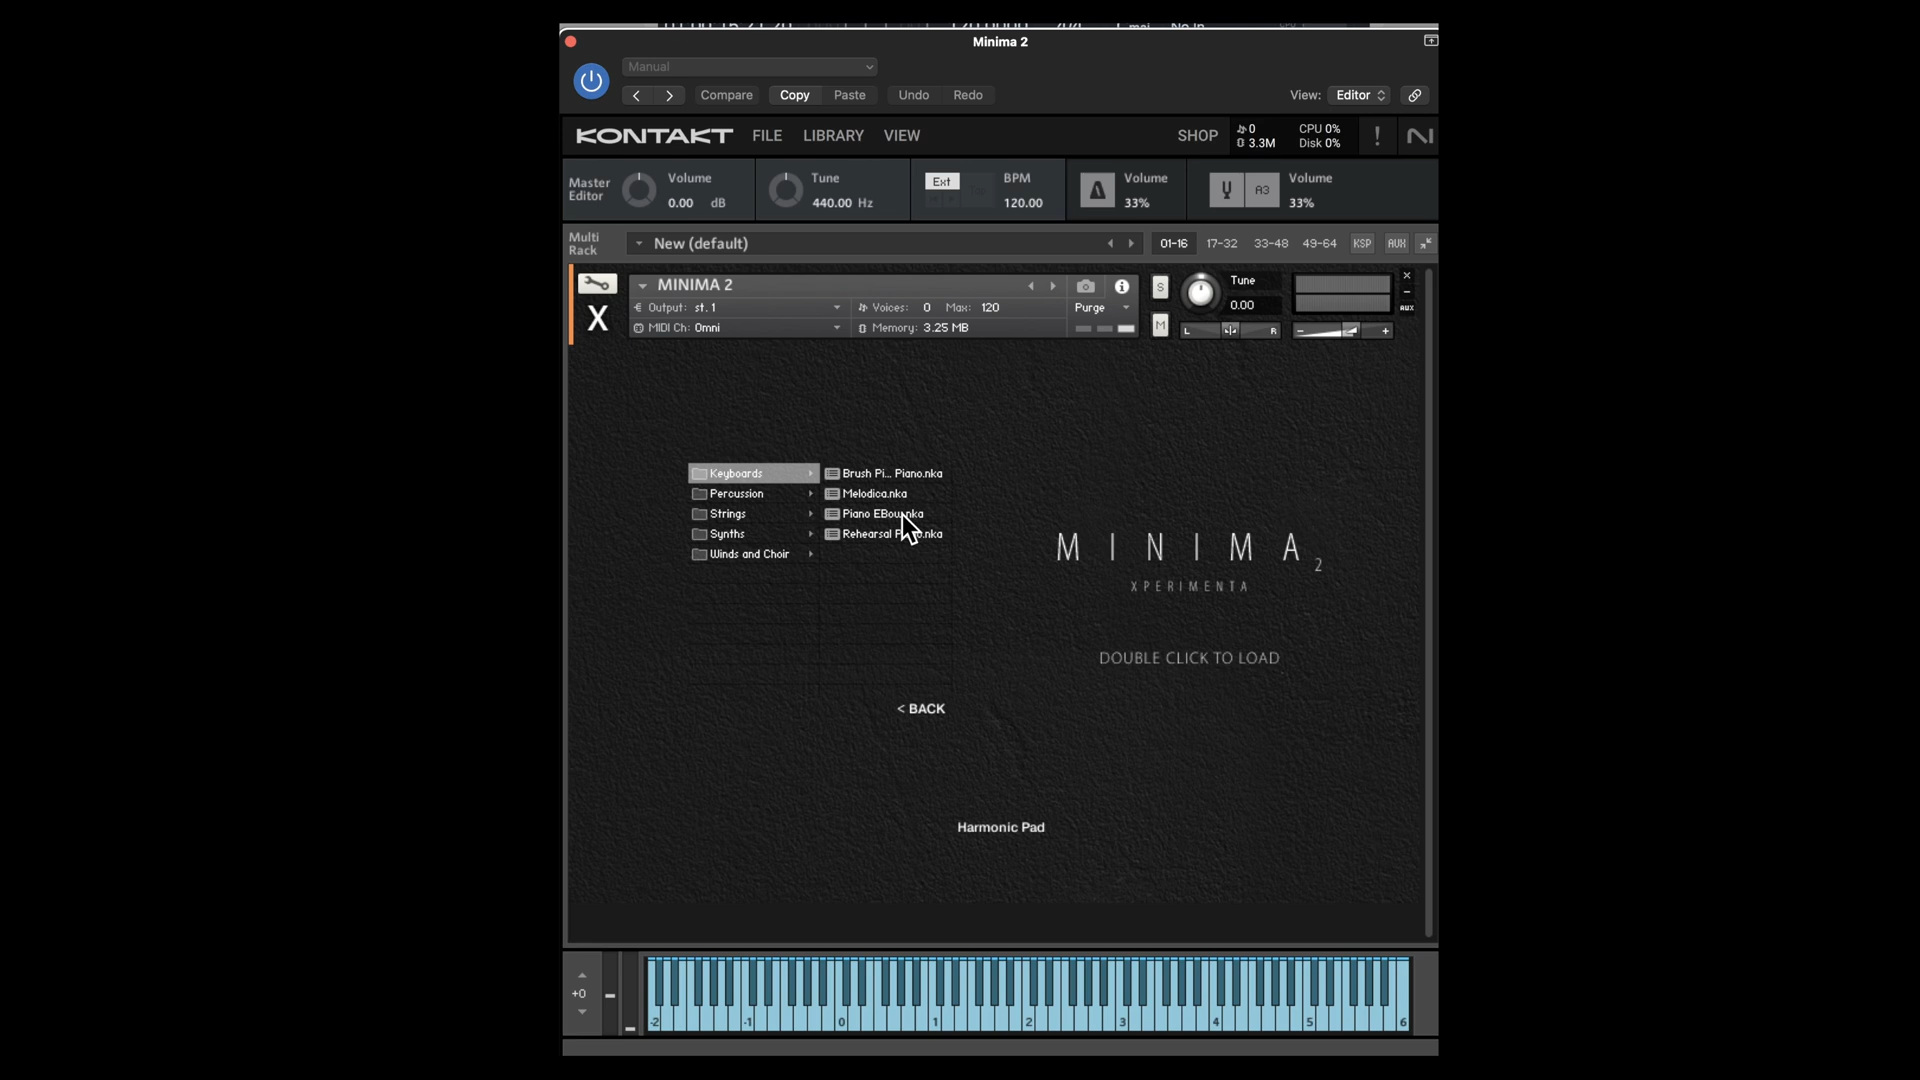 Minima 2
Manual
Compare Copy Paste Undo Redo View: Editor
KONTAKT FILE LIBRARY VIEW SHOP 0 3.3M CPU 0% Disk 0% !
Master Editor Volume 0.00 dB Tune 440.00 Hz Ext BPM 120.00 Volume 33% A3 Volume 33%
Multi Rack New (default) 01-16 17-32 33-48 49-64 KSP AUX
MINIMA 2 S Tune 0.00
Output: st.1 Voices: 0 Max: 120 Purge AUX
MIDI Ch: Omni Memory: 3.25 MB M L R - +
X
Keyboards Brush Pi... Piano.nka
Percussion Melodica.nka
Strings Piano
Synths Rehearsal
Winds and Choir
MINIMA 2
XPERIMENTA
DOUBLE CLICK TO LOAD
< BACK
Harmonic Pad
+0
-2 -1 0 1 2 3 4 5 6